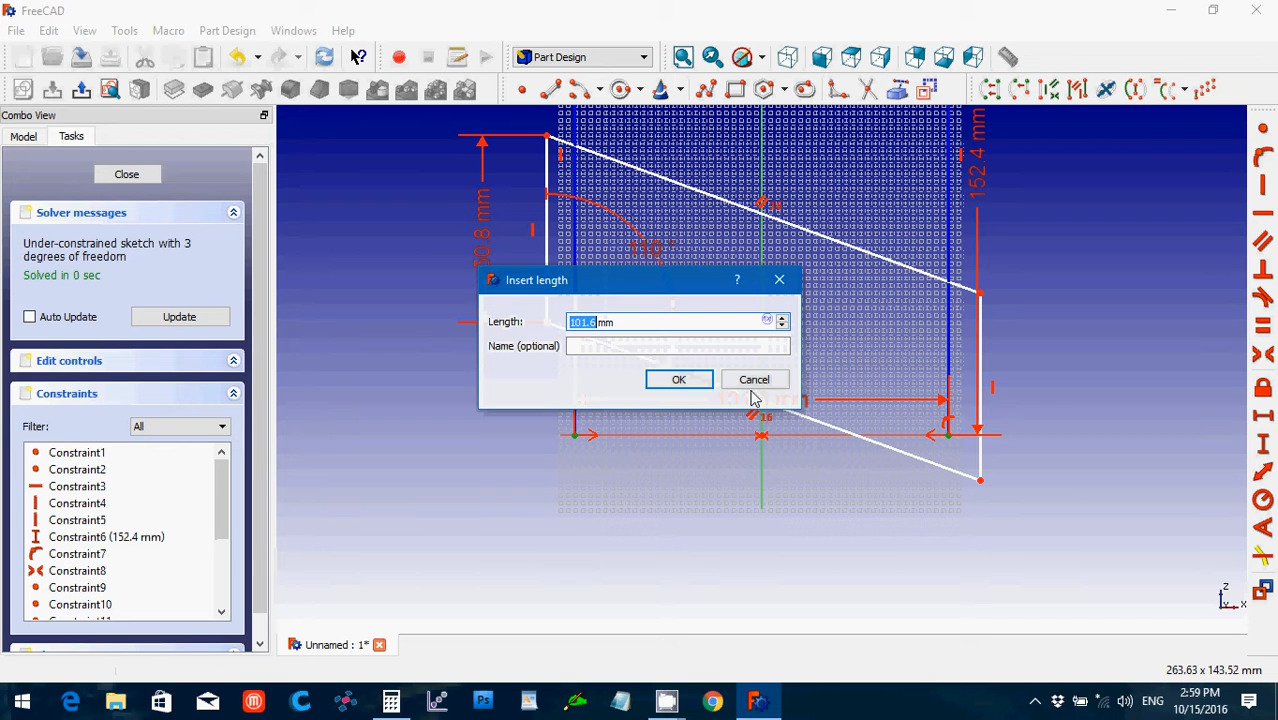 FreeCAD
File Edit View Tools Macro Part Design Windows Help
Part Design
Combo View
Model Tasks
Close
Solver messages
Under-constrained sketch with 3
degrees of freedom
Solved in 0 sec
Auto Update Update
Edit controls
Constraints
Filter: All
Constraint1
Constraint2
Constraint3
Constraint4
Constraint5
Constraint6 (152.4 mm)
Constraint7
Constraint8
Constraint9
Constraint10
152.4 mm
16
Insert length
?
Length: 101.6 mm
Name (optional)
OK Cancel
16
Z
X
Unnamed : 1*
263.63 x 143.52 mm
ENG
2:59 PM
10/15/2016